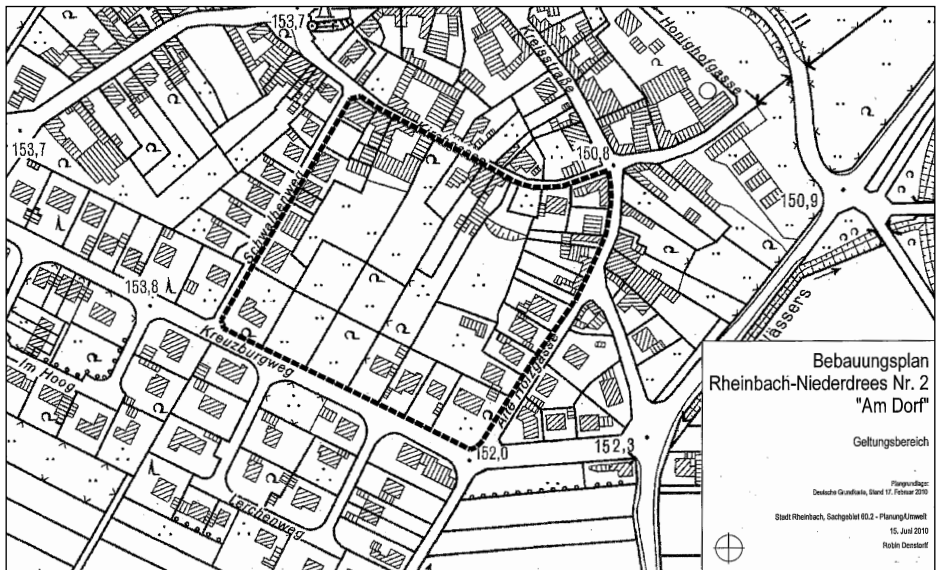 153,7
Kreisstraße
Honighofgasse
153,7
150,8
150,9
Schwalbenweg
153,8
Kreuzburgweg
Im Hoog
Alte Torfgasse
152,0
152,3
Lerchenweg
Bebauungsplan
Rheinbach-Niederdrees Nr. 2
"Am Dorf"
Geltungsbereich
Plangrundlage:
Deutsche Grundkarte, Stand 17. Februar 2010
Stadt Rheinbach, Sachgebiet 60.2 - Planung/Umwelt
15. Juni 2010
Robin Denstorff